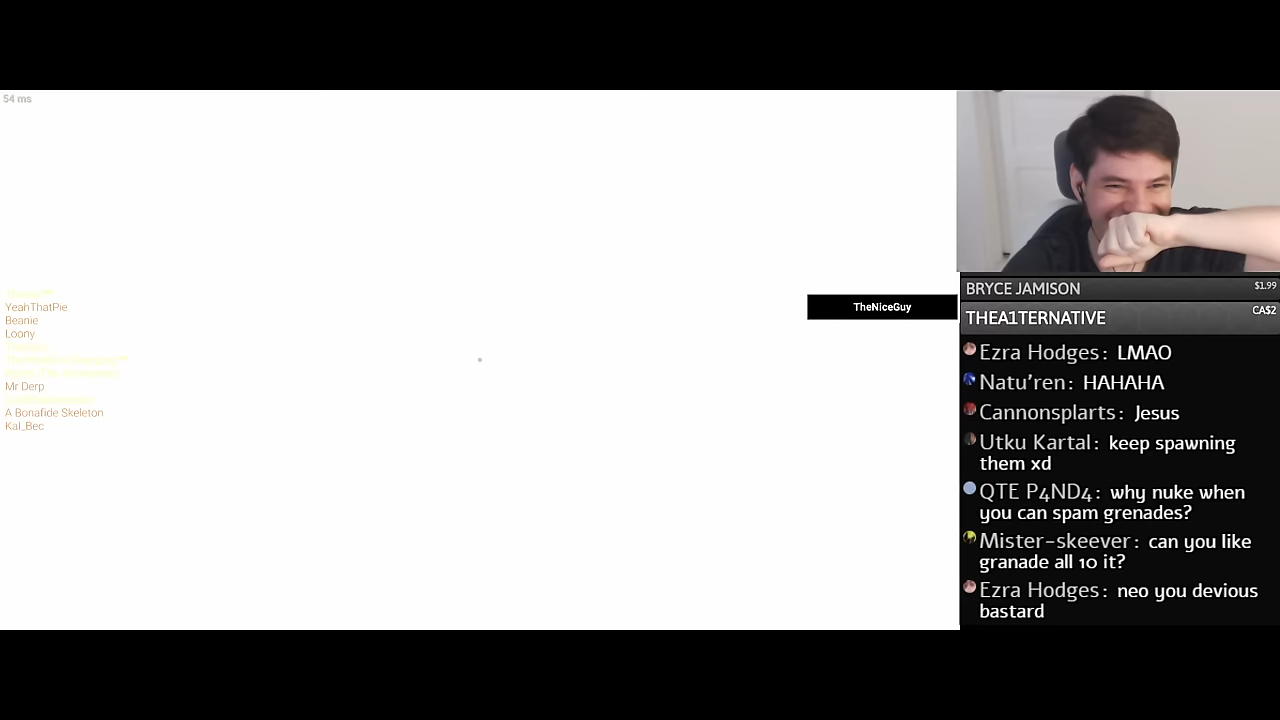 54 ms
YeahThatPie
Beanie
Loony
Mr Derp
A Bonafide Skeleton
Kal_Bec
TheNiceGuy
BRYCE JAMISON $1.99
THEA1TERNATIVE CA$2
Ezra Hodges: LMAO
Natu'ren: HAHAHA
Cannonsplarts: Jesus
Utku Kartal: keep spawning
them xd
QTE P4ND4: why nuke when
you can spam grenades?
Mister-skeever: can you like
granade all 10 it?
Ezra Hodges: neo you devious
bastard